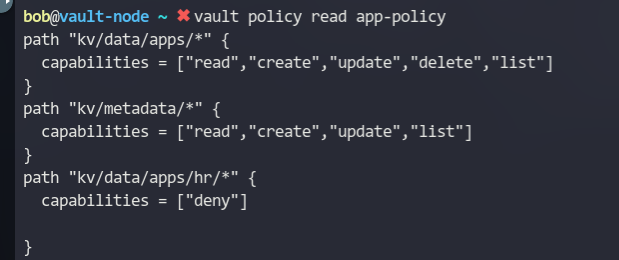 bob@vault-node ~ ✖ vault policy read app-policy
path "kv/data/apps/*" {
  capabilities = ["read","create","update","delete","list"]
}
path "kv/metadata/*" {
  capabilities = ["read","create","update","list"]
}
path "kv/data/apps/hr/*" {
  capabilities = ["deny"]

}